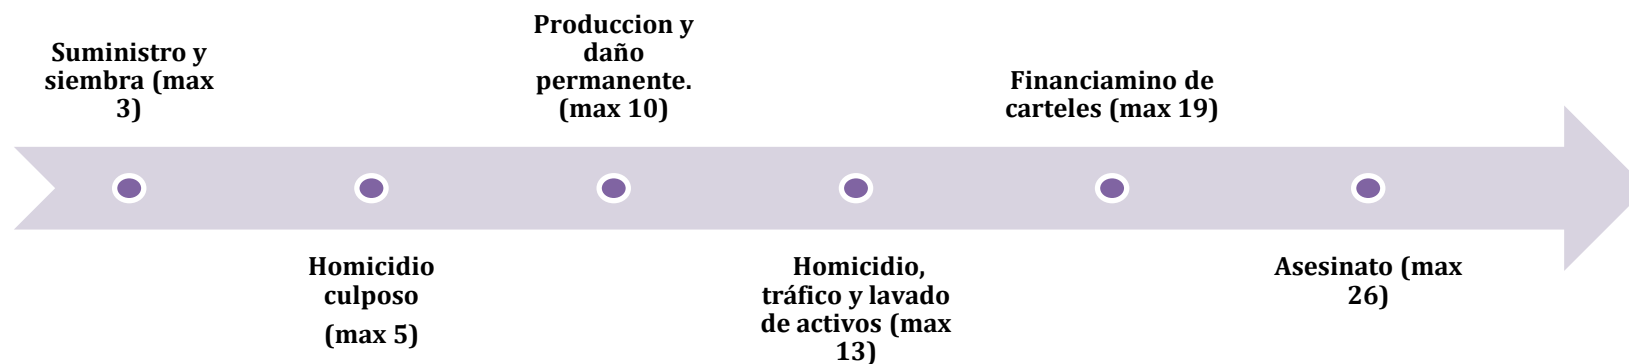 Suministro y
siembra (max
3)
Homicidio
culposo
(max 5)
Produccion y
daño
permanente.
(max 10)
Homicidio,
tráfico y lavado
de activos (max
13)
Financiamino de
carteles (max 19)
Asesinato (max
26)